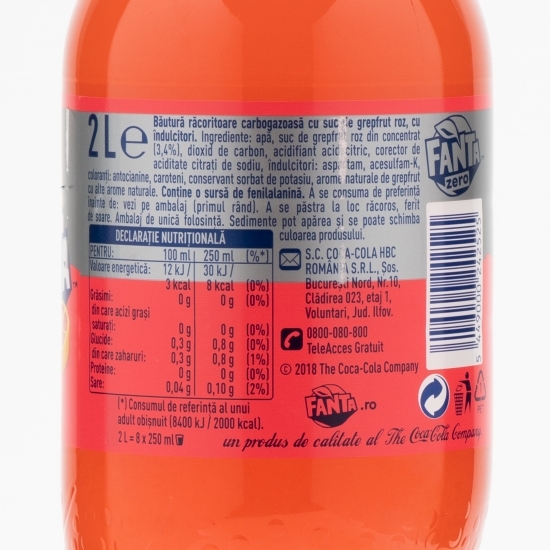 2L e
Băutură răcoritoare carbogazoasă cu suc de grepfrut roz, cu
îndulcitori. Ingrediente: apă, suc de grepfrut roz din concentrat
(3,4%), dioxid de carbon, acidifiant acid citric, corector de
aciditate citrați de sodiu, îndulcitori: aspartam, acesulfam-K,
coloranți: antocianine, caroteni, conservant sorbat de potasiu, arome naturale de grepfrut
cu alte arome naturale. Conține o sursă de fenilalanină. A se consuma de preferință
înainte de: vezi pe ambalaj (primul rând). A se păstra la loc răcoros, ferit
de soare. Ambalaj de unică folosință. Sedimente pot apărea și se poate schimba
culoarea produsului.
DECLARAȚIE NUTRIȚIONALĂ
PENTRU: 100 ml 250 ml (%*)
Valoare energetică: 12 kJ / 30 kJ /
3 kcal 8 kcal (0%)
Grăsimi: 0 g 0 g (0%)
din care acizi grași
saturați: 0 g 0 g (0%)
Glucide: 0,3 g 0,8 g (0%)
din care zaharuri: 0,3 g 0,8 g (1%)
Proteine: 0 g 0 g (0%)
Sare: 0,04 g 0,10 g (2%)
(*)Consumul de referință al unui
adult obișnuit (8400 kJ / 2000 kcal).
2 L = 8 x 250 ml
S.C. COCA-COLA HBC
ROMÂNIA S.R.L., Șos.
București Nord, Nr.10,
Clădirea 023, etaj 1,
Voluntari, Jud. Ilfov.
0800-080-800
TeleAcces Gratuit
© 2018 The Coca-Cola Company
FANTA .ro
un produs de calitate al The Coca-Cola Company
FANTA
zero
5 449000 242525